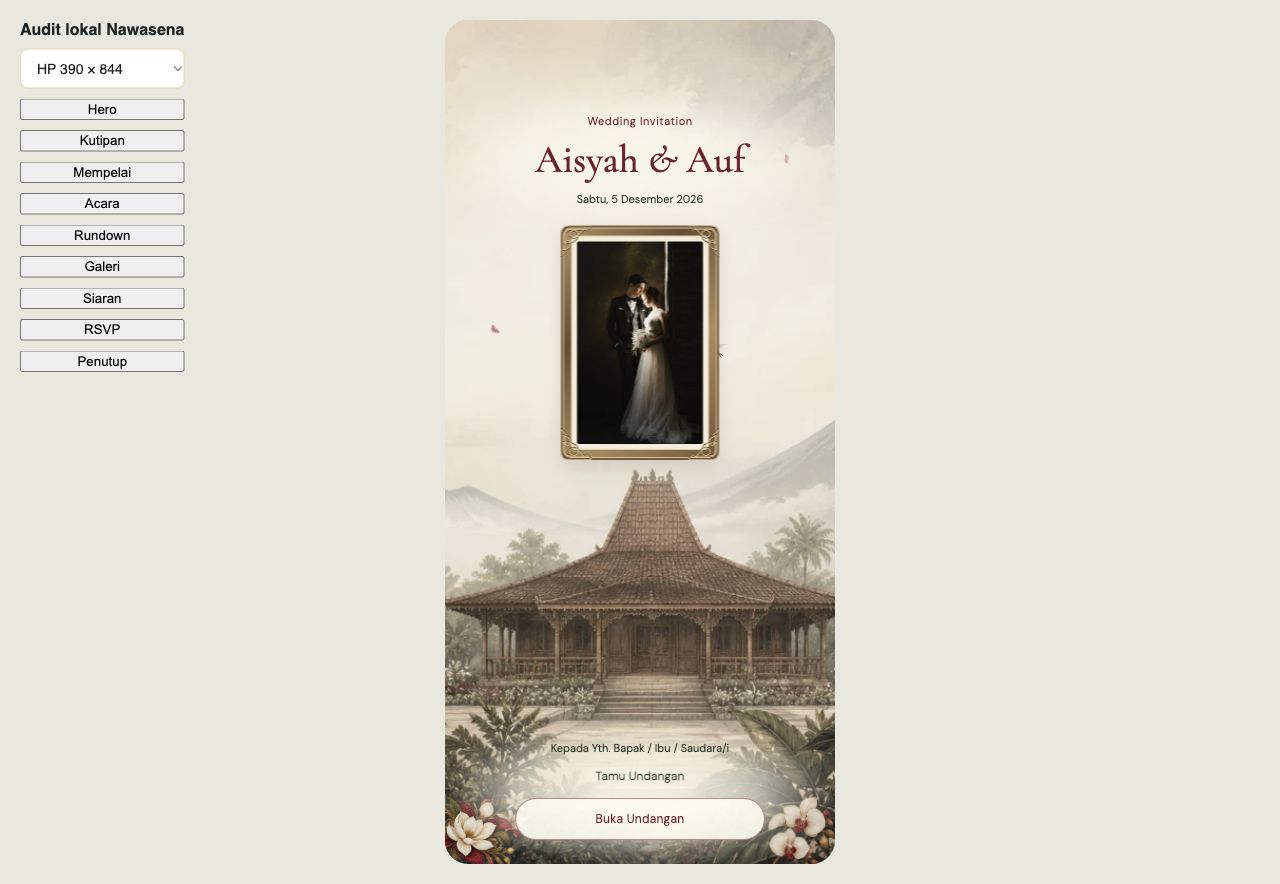 Audit lokal Nawasena
HP 390 × 844
Hero
Kutipan
Mempelai
Acara
Rundown
Galeri
Siaran
RSVP
Penutup
Wedding Invitation
Aisyah & Auf
Sabtu, 5 Desember 2026
Kepada Yth. Bapak / Ibu / Saudara/i
Tamu Undangan
Buka Undangan